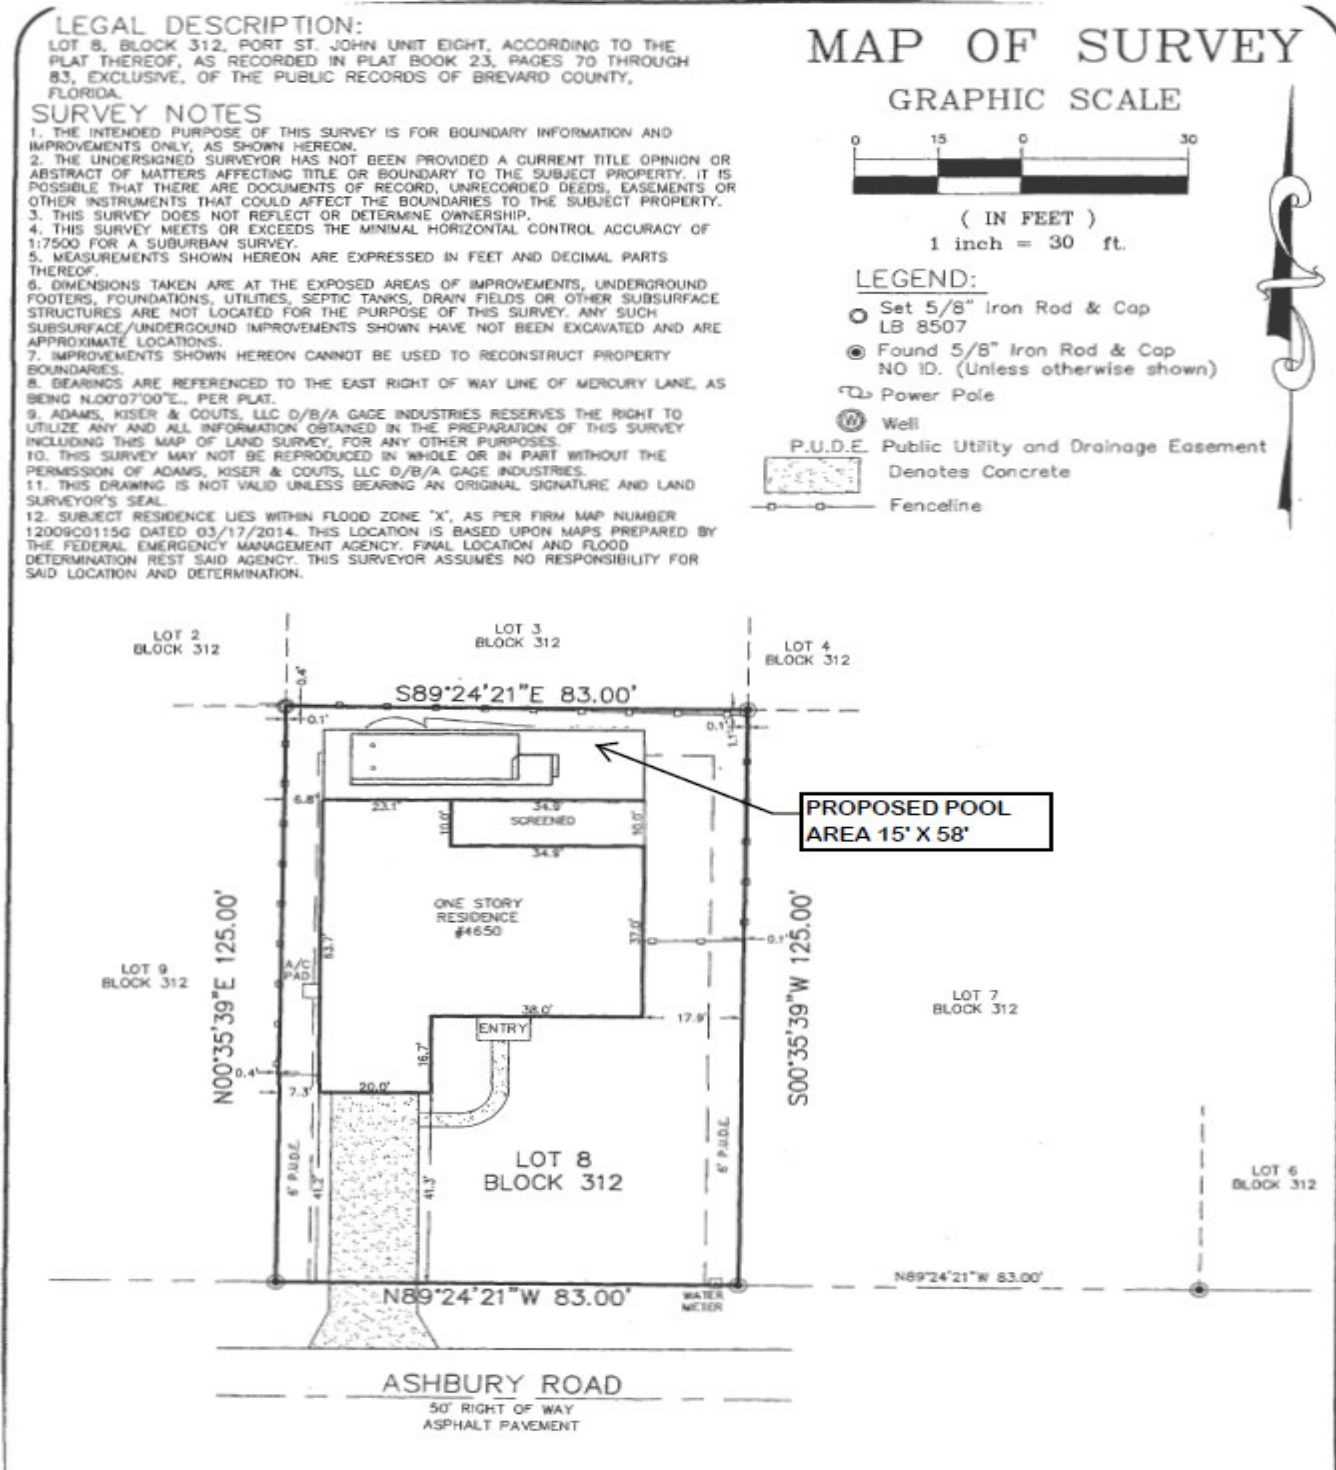 LEGAL DESCRIPTION:
LOT 8, BLOCK 312, PORT ST. JOHN UNIT EIGHT, ACCORDING TO THE
PLAT THEREOF, AS RECORDED IN PLAT BOOK 23, PAGES 70 THROUGH
83, EXCLUSIVE, OF THE PUBLIC RECORDS OF BREVARD COUNTY,
FLORIDA.
SURVEY NOTES
1. THE INTENDED PURPOSE OF THIS SURVEY IS FOR BOUNDARY INFORMATION AND
IMPROVEMENTS ONLY, AS SHOWN HEREON.
2. THE UNDERSIGNED SURVEYOR HAS NOT BEEN PROVIDED A CURRENT TITLE OPINION OR
ABSTRACT OF MATTERS AFFECTING TITLE OR BOUNDARY TO THE SUBJECT PROPERTY. IT IS
POSSIBLE THAT THERE ARE DOCUMENTS OF RECORD, UNRECORDED DEEDS, EASEMENTS OR
OTHER INSTRUMENTS THAT COULD AFFECT THE BOUNDARIES TO THE SUBJECT PROPERTY.
3. THIS SURVEY DOES NOT REFLECT OR DETERMINE OWNERSHIP.
4. THIS SURVEY MEETS OR EXCEEDS THE MINIMAL HORIZONTAL CONTROL ACCURACY OF
1:7500 FOR A SUBURBAN SURVEY.
5. MEASUREMENTS SHOWN HEREON ARE EXPRESSED IN FEET AND DECIMAL PARTS
THEREOF.
6. DIMENSIONS TAKEN ARE AT THE EXPOSED AREAS OF IMPROVEMENTS, UNDERGROUND
FOOTERS, FOUNDATIONS, UTILITIES, SEPTIC TANKS, DRAIN FIELDS OR OTHER SUBSURFACE
STRUCTURES ARE NOT LOCATED FOR THE PURPOSE OF THIS SURVEY. ANY SUCH
SUBSURFACE/UNDERGOUND IMPROVEMENTS SHOWN HAVE NOT BEEN EXCAVATED AND ARE
APPROXIMATE LOCATIONS.
7. IMPROVEMENTS SHOWN HEREON CANNOT BE USED TO RECONSTRUCT PROPERTY
BOUNDARIES.
8. BEARINGS ARE REFERENCED TO THE EAST RIGHT OF WAY LINE OF MERCURY LANE, AS
BEING N.00°07'00"E., PER PLAT.
9. ADAMS, KISER & COUTS, LLC D/B/A GAGE INDUSTRIES RESERVES THE RIGHT TO
UTILIZE ANY AND ALL INFORMATION OBTAINED IN THE PREPARATION OF THIS SURVEY
INCLUDING THIS MAP OF LAND SURVEY, FOR ANY OTHER PURPOSES.
10. THIS SURVEY MAY NOT BE REPRODUCED IN WHOLE OR IN PART WITHOUT THE
PERMISSION OF ADAMS, KISER & COUTS, LLC D/B/A GAGE INDUSTRIES.
11. THIS DRAWING IS NOT VALID UNLESS BEARING AN ORIGINAL SIGNATURE AND LAND
SURVEYOR'S SEAL.
12. SUBJECT RESIDENCE LIES WITHIN FLOOD ZONE "X", AS PER FIRM MAP NUMBER
12009C0115G DATED 03/17/2014. THIS LOCATION IS BASED UPON MAPS PREPARED BY
THE FEDERAL EMERGENCY MANAGEMENT AGENCY. FINAL LOCATION AND FLOOD
DETERMINATION REST SAID AGENCY. THIS SURVEYOR ASSUMES NO RESPONSIBILITY FOR
SAID LOCATION AND DETERMINATION.
MAP OF SURVEY
GRAPHIC SCALE
0 15 0 30
( IN FEET )
1 inch = 30 ft.
LEGEND:
Set 5/8" Iron Rod & Cap
LB 8507
Found 5/8" Iron Rod & Cap
NO ID. (Unless otherwise shown)
Power Pole
W Well
P.U.D.E. Public Utility and Drainage Easement
Denotes Concrete
Fenceline
LOT 2
BLOCK 312
LOT 3
BLOCK 312
LOT 4
BLOCK 312
0.4'
S89°24'21"E 83.00'
0.1'
0.1'
1.1'
PROPOSED POOL
AREA 15' X 58'
6.8'
23.1'
34.9'
10.0'
SCREENED
10.0'
34.9'
ONE STORY
RESIDENCE
#4650
63.7'
37.0'
0.1'
N00°35'39"E 125.00'
S00°35'39"W 125.00'
LOT 9
BLOCK 312
A/C
PAD
LOT 7
BLOCK 312
38.0'
17.9'
ENTRY
16.7'
0.4'
7.3'
20.0'
6' P.U.D.E.
41.2'
41.3'
LOT 8
BLOCK 312
6' P.U.D.E.
LOT 6
BLOCK 312
N89°24'21"W 83.00'
WATER
METER
N89°24'21"W 83.00'
ASHBURY ROAD
50' RIGHT OF WAY
ASPHALT PAVEMENT